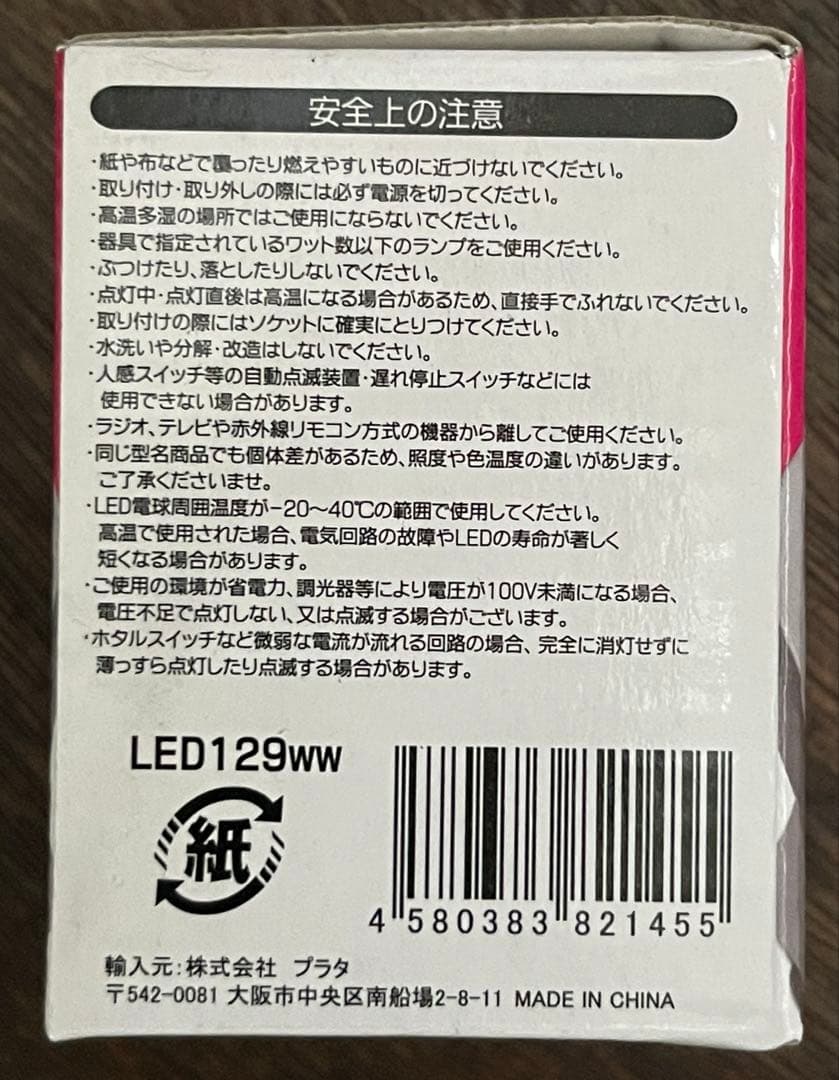 安全上の注意
・紙や布などで覆ったり燃えやすいものに近づけないでください。
・取り付け・取り外しの際には必ず電源を切ってください。
・高温多湿の場所ではご使用にならないでください。
・器具で指定されているワット数以下のランプをご使用ください。
・ぶつけたり、落としたりしないでください。
・点灯中・点灯直後は高温になる場合があるため、直接手でふれないでください。
・取り付けの際にはソケットに確実にとりつけてください。
・水洗いや分解・改造はしないでください。
・人感スイッチ等の自動点滅装置・遅れ停止スイッチなどには
使用できない場合があります。
・ラジオ、テレビや赤外線リモコン方式の機器から離してご使用ください。
・同じ型名商品でも個体差があるため、照度や色温度の違いがあります。
ご了承くださいませ。
・LED電球周囲温度が-20〜40℃の範囲で使用してください。
高温で使用された場合、電気回路の故障やLEDの寿命が著しく
短くなる場合があります。
・ご使用の環境が省電力、調光器等により電圧が100V未満になる場合、
電圧不足で点灯しない、又は点滅する場合がございます。
・ホタルスイッチなど微弱な電流が流れる回路の場合、完全に消灯せずに
薄っすら点灯したり点滅する場合があります。
LED129WW
紙
4 580383 821455
輸入元:株式会社 プラタ
〒542-0081 大阪市中央区南船場2-8-11 MADE IN CHINA